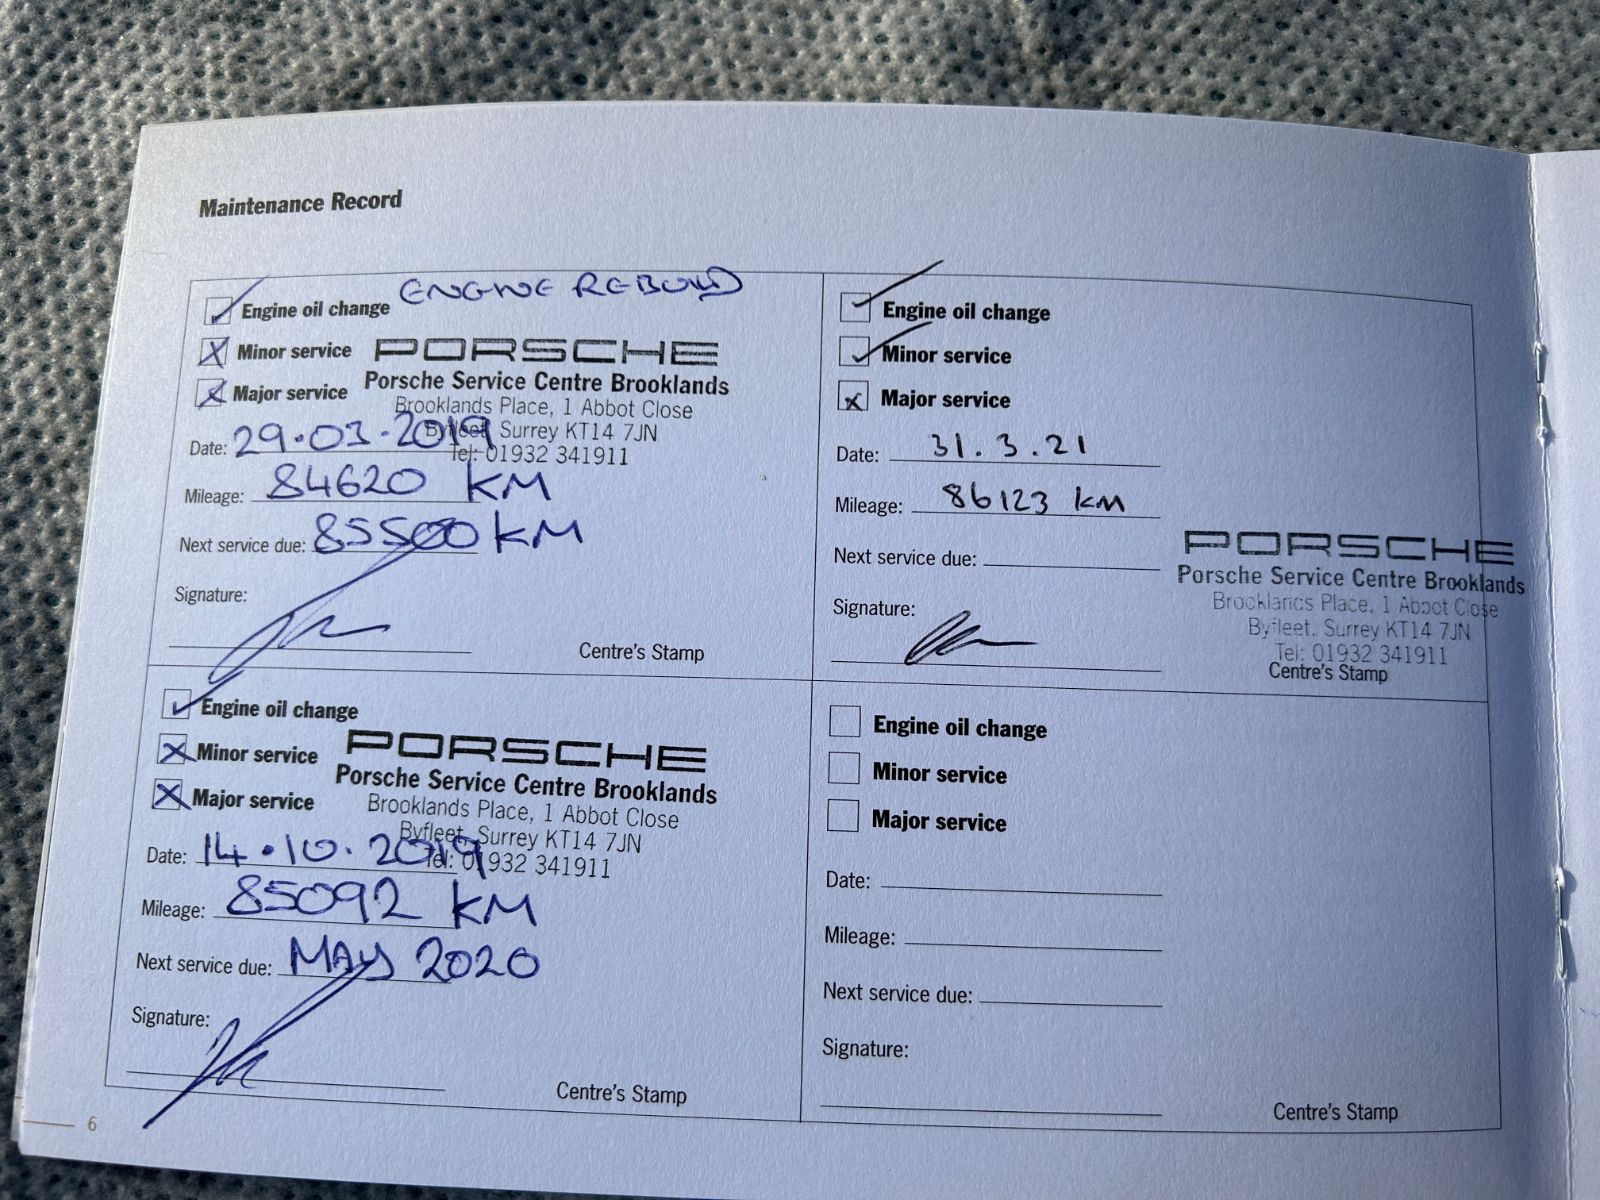 Maintenance Record
Engine oil change ENGINE REBUILD
Minor service
Major service
PORSCHE
Porsche Service Centre Brooklands
Brooklands Place, 1 Abbot Close
Byfleet, Surrey KT14 7JN
Tel: 01932 341911
Date: 29.03.2019
Mileage: 84620 KM
Next service due: 85500 KM
Signature:
Centre's Stamp
Engine oil change
Minor service
Major service
Date: 31.3.21
Mileage: 86123 KM
Next service due:
Signature:
PORSCHE
Porsche Service Centre Brooklands
Brooklands Place, 1 Abbot Close
Byfleet, Surrey KT14 7JN
Tel: 01932 341911
Centre's Stamp
Engine oil change
Minor service
Major service
PORSCHE
Porsche Service Centre Brooklands
Brooklands Place, 1 Abbot Close
Byfleet, Surrey KT14 7JN
Tel: 01932 341911
Date: 14.10.2019
Mileage: 85092 KM
Next service due: MAY 2020
Signature:
Centre's Stamp
Engine oil change
Minor service
Major service
Date:
Mileage:
Next service due:
Signature:
Centre's Stamp
6